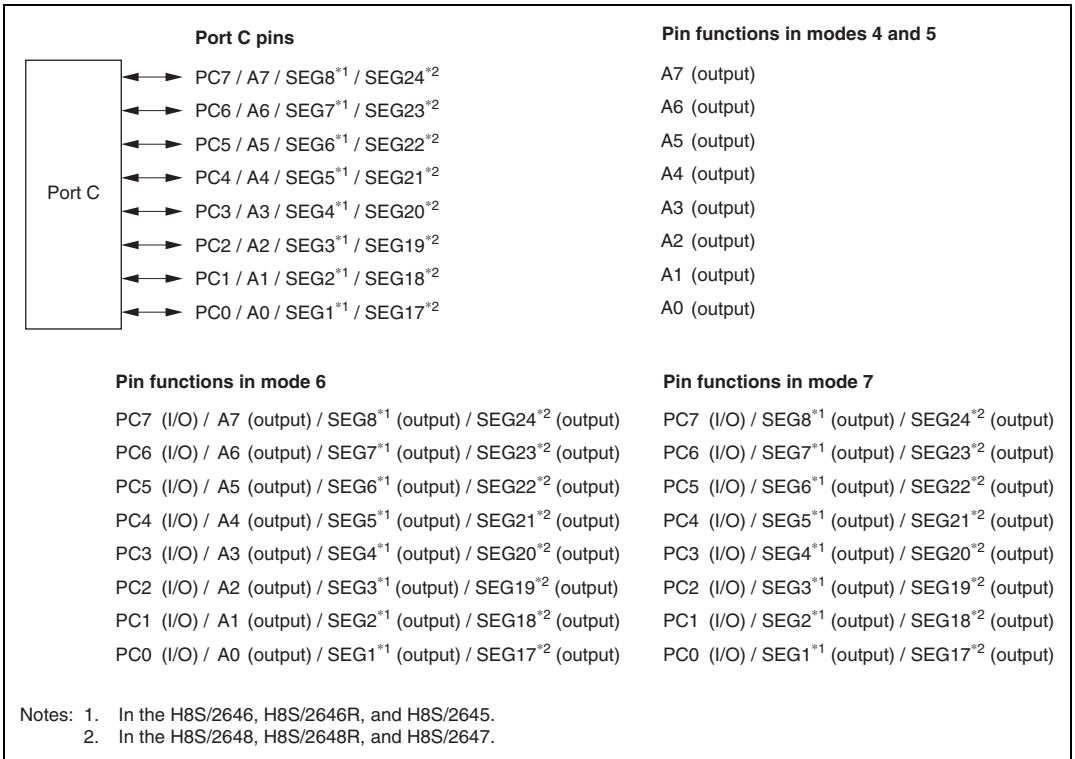 Port C pins
Pin functions in modes 4 and 5
Port C
PC7 / A7 / SEG8*1 / SEG24*2
A7 (output)
PC6 / A6 / SEG7*1 / SEG23*2
A6 (output)
PC5 / A5 / SEG6*1 / SEG22*2
A5 (output)
PC4 / A4 / SEG5*1 / SEG21*2
A4 (output)
PC3 / A3 / SEG4*1 / SEG20*2
A3 (output)
PC2 / A2 / SEG3*1 / SEG19*2
A2 (output)
PC1 / A1 / SEG2*1 / SEG18*2
A1 (output)
PC0 / A0 / SEG1*1 / SEG17*2
A0 (output)
Pin functions in mode 6
PC7 (I/O) / A7 (output) / SEG8*1 (output) / SEG24*2 (output)
PC6 (I/O) / A6 (output) / SEG7*1 (output) / SEG23*2 (output)
PC5 (I/O) / A5 (output) / SEG6*1 (output) / SEG22*2 (output)
PC4 (I/O) / A4 (output) / SEG5*1 (output) / SEG21*2 (output)
PC3 (I/O) / A3 (output) / SEG4*1 (output) / SEG20*2 (output)
PC2 (I/O) / A2 (output) / SEG3*1 (output) / SEG19*2 (output)
PC1 (I/O) / A1 (output) / SEG2*1 (output) / SEG18*2 (output)
PC0 (I/O) / A0 (output) / SEG1*1 (output) / SEG17*2 (output)
Pin functions in mode 7
PC7 (I/O) / SEG8*1 (output) / SEG24*2 (output)
PC6 (I/O) / SEG7*1 (output) / SEG23*2 (output)
PC5 (I/O) / SEG6*1 (output) / SEG22*2 (output)
PC4 (I/O) / SEG5*1 (output) / SEG21*2 (output)
PC3 (I/O) / SEG4*1 (output) / SEG20*2 (output)
PC2 (I/O) / SEG3*1 (output) / SEG19*2 (output)
PC1 (I/O) / SEG2*1 (output) / SEG18*2 (output)
PC0 (I/O) / SEG1*1 (output) / SEG17*2 (output)
Notes: 1. In the H8S/2646, H8S/2646R, and H8S/2645.
2. In the H8S/2648, H8S/2648R, and H8S/2647.